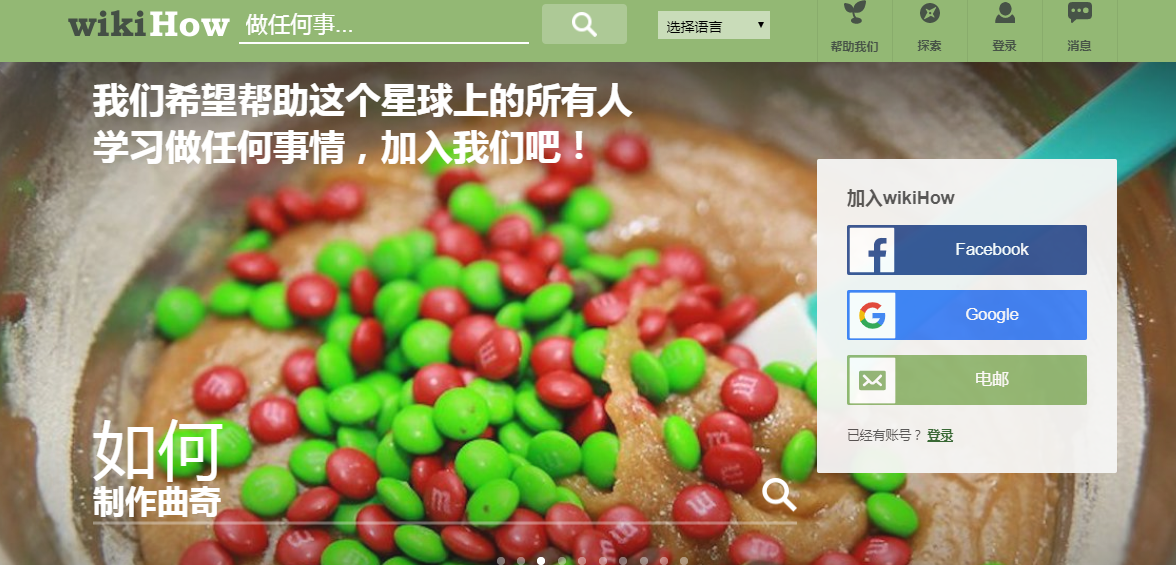 wikiHow
做任何事...
选择语言
帮助我们
探索
登录
消息
我们希望帮助这个星球上的所有人
学习做任何事情，加入我们吧！
加入wikiHow
Facebook
Google
电邮
已经有账号？ 登录
如何
制作曲奇
m
m
m
m
m
m